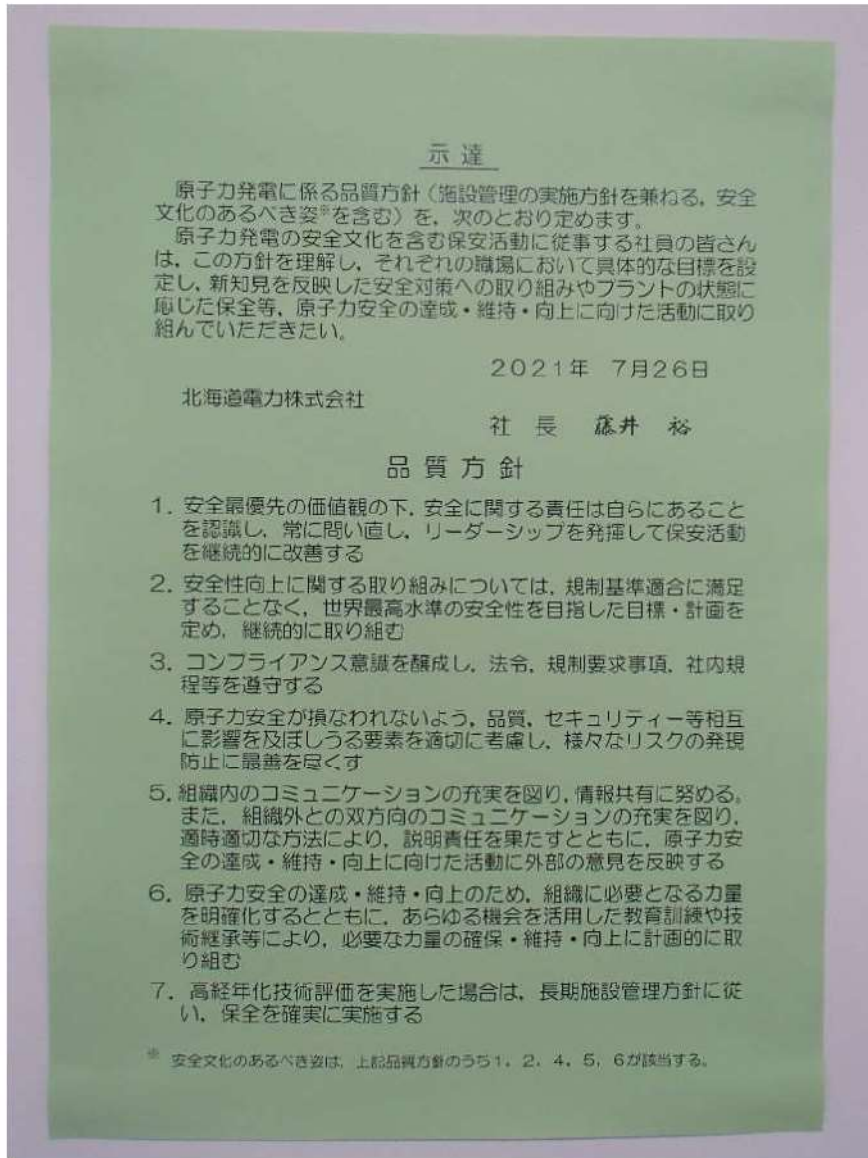 示達
原子力発電に係る品質方針（施設管理の実施方針を兼ねる，安全
文化のあるべき姿※を含む）を，次のとおり定めます。
原子力発電の安全文化を含む保安活動に従事する社員の皆さん
は，この方針を理解し，それぞれの職場において具体的な目標を設
定し，新知見を反映した安全対策への取り組みやプラントの状態に
応じた保全等，原子力安全の達成・維持・向上に向けた活動に取り
組んでいただきたい。
2021年 7月26日
北海道電力株式会社
社 長 藤井 裕
品質方針
1．安全最優先の価値観の下，安全に関する責任は自らにあること
を認識し，常に問い直し，リーダーシップを発揮して保安活動
を継続的に改善する
2．安全性向上に関する取り組みについては，規制基準適合に満足
することなく，世界最高水準の安全性を目指した目標・計画を
定め，継続的に取り組む
3．コンプライアンス意識を醸成し，法令，規制要求事項，社内規
程等を遵守する
4．原子力安全が損なわれないよう，品質，セキュリティー等相互
に影響を及ぼしうる要素を適切に考慮し，様々なリスクの発現
防止に最善を尽くす
5．組織内のコミュニケーションの充実を図り，情報共有に努める。
また，組織外との双方向のコミュニケーションの充実を図り，
適時適切な方法により，説明責任を果たすとともに，原子力安
全の達成・維持・向上に向けた活動に外部の意見を反映する
6．原子力安全の達成・維持・向上のため，組織に必要となる力量
を明確化するとともに，あらゆる機会を活用した教育訓練や技
術継承等により，必要な力量の確保・維持・向上に計画的に取
り組む
7．高経年化技術評価を実施した場合は，長期施設管理方針に従
い，保全を確実に実施する
※ 安全文化のあるべき姿は，上記品質方針のうち1，2，4，5，6が該当する。